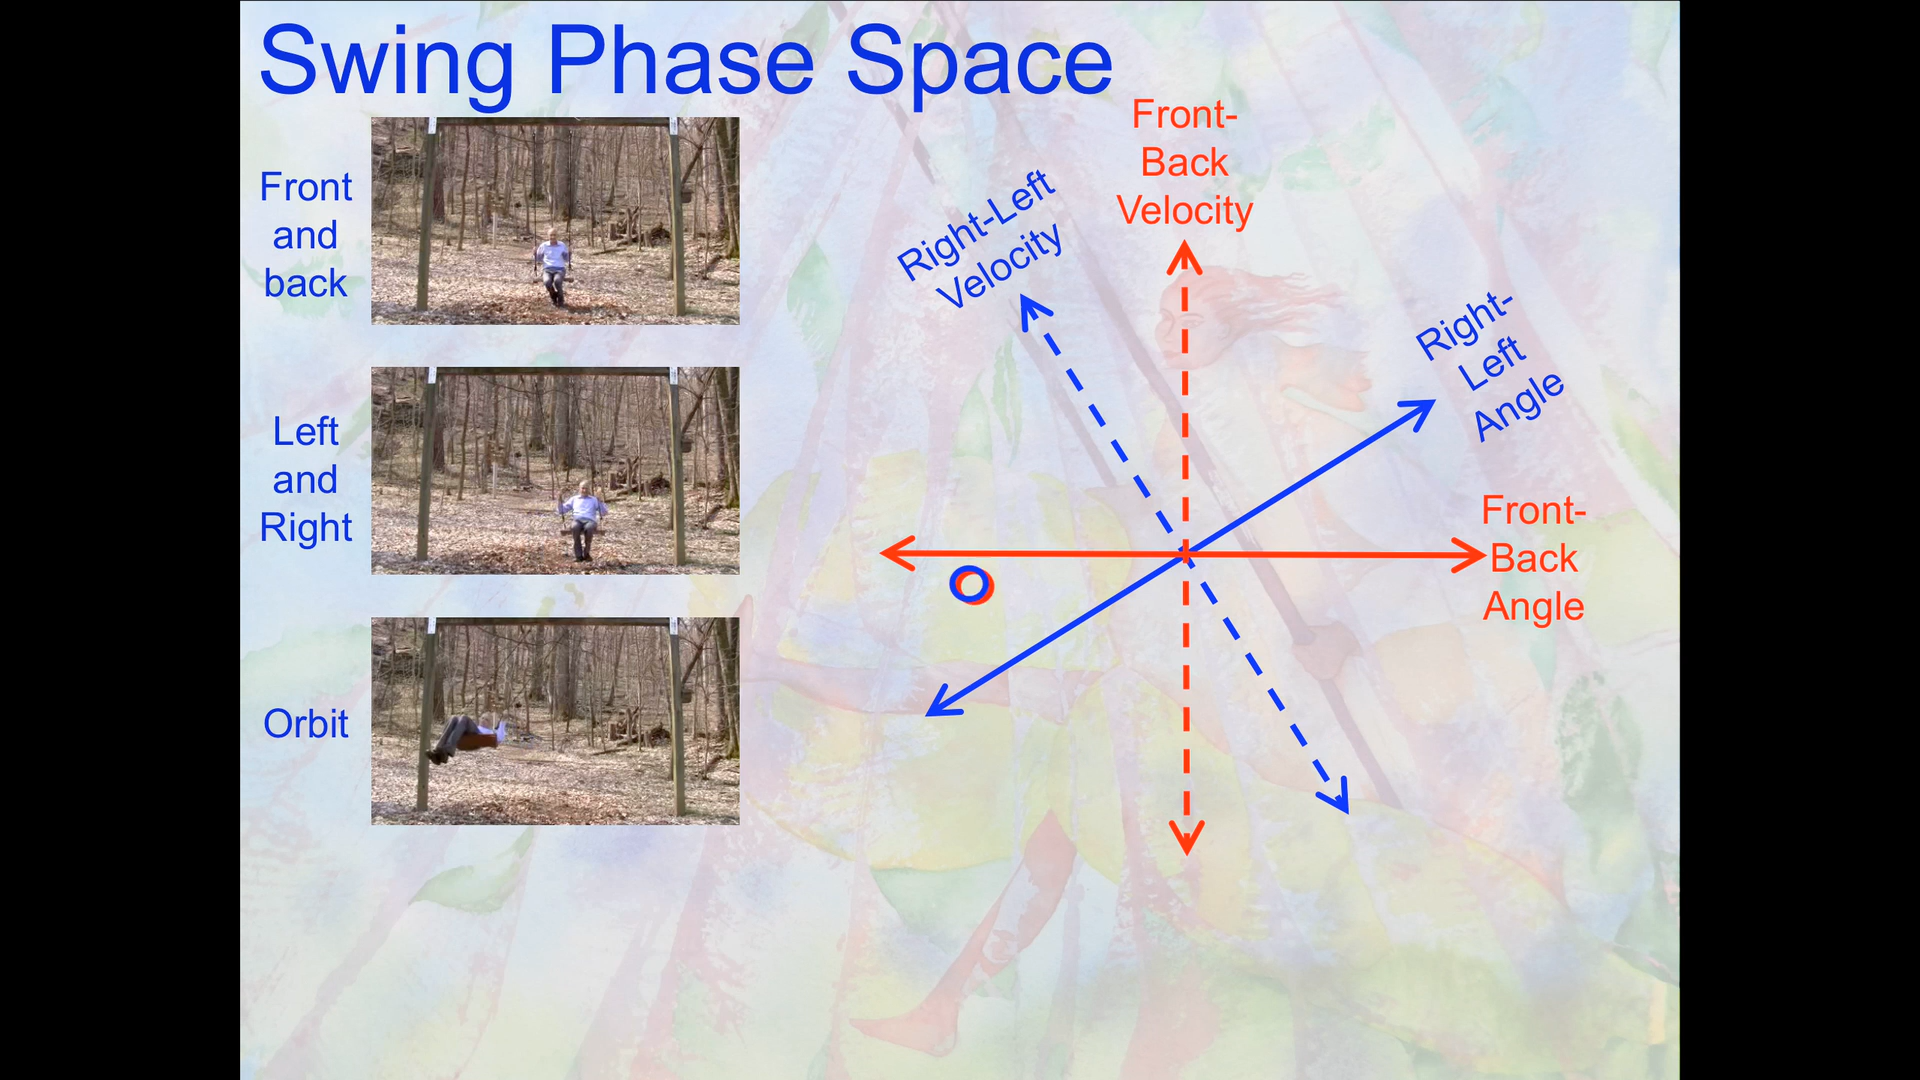 Swing Phase Space
Front
and
back
Left
and
Right
Orbit
Right-Left
Velocity
Front-
Back
Velocity
Right-
Left
Angle
Front-
Back
Angle